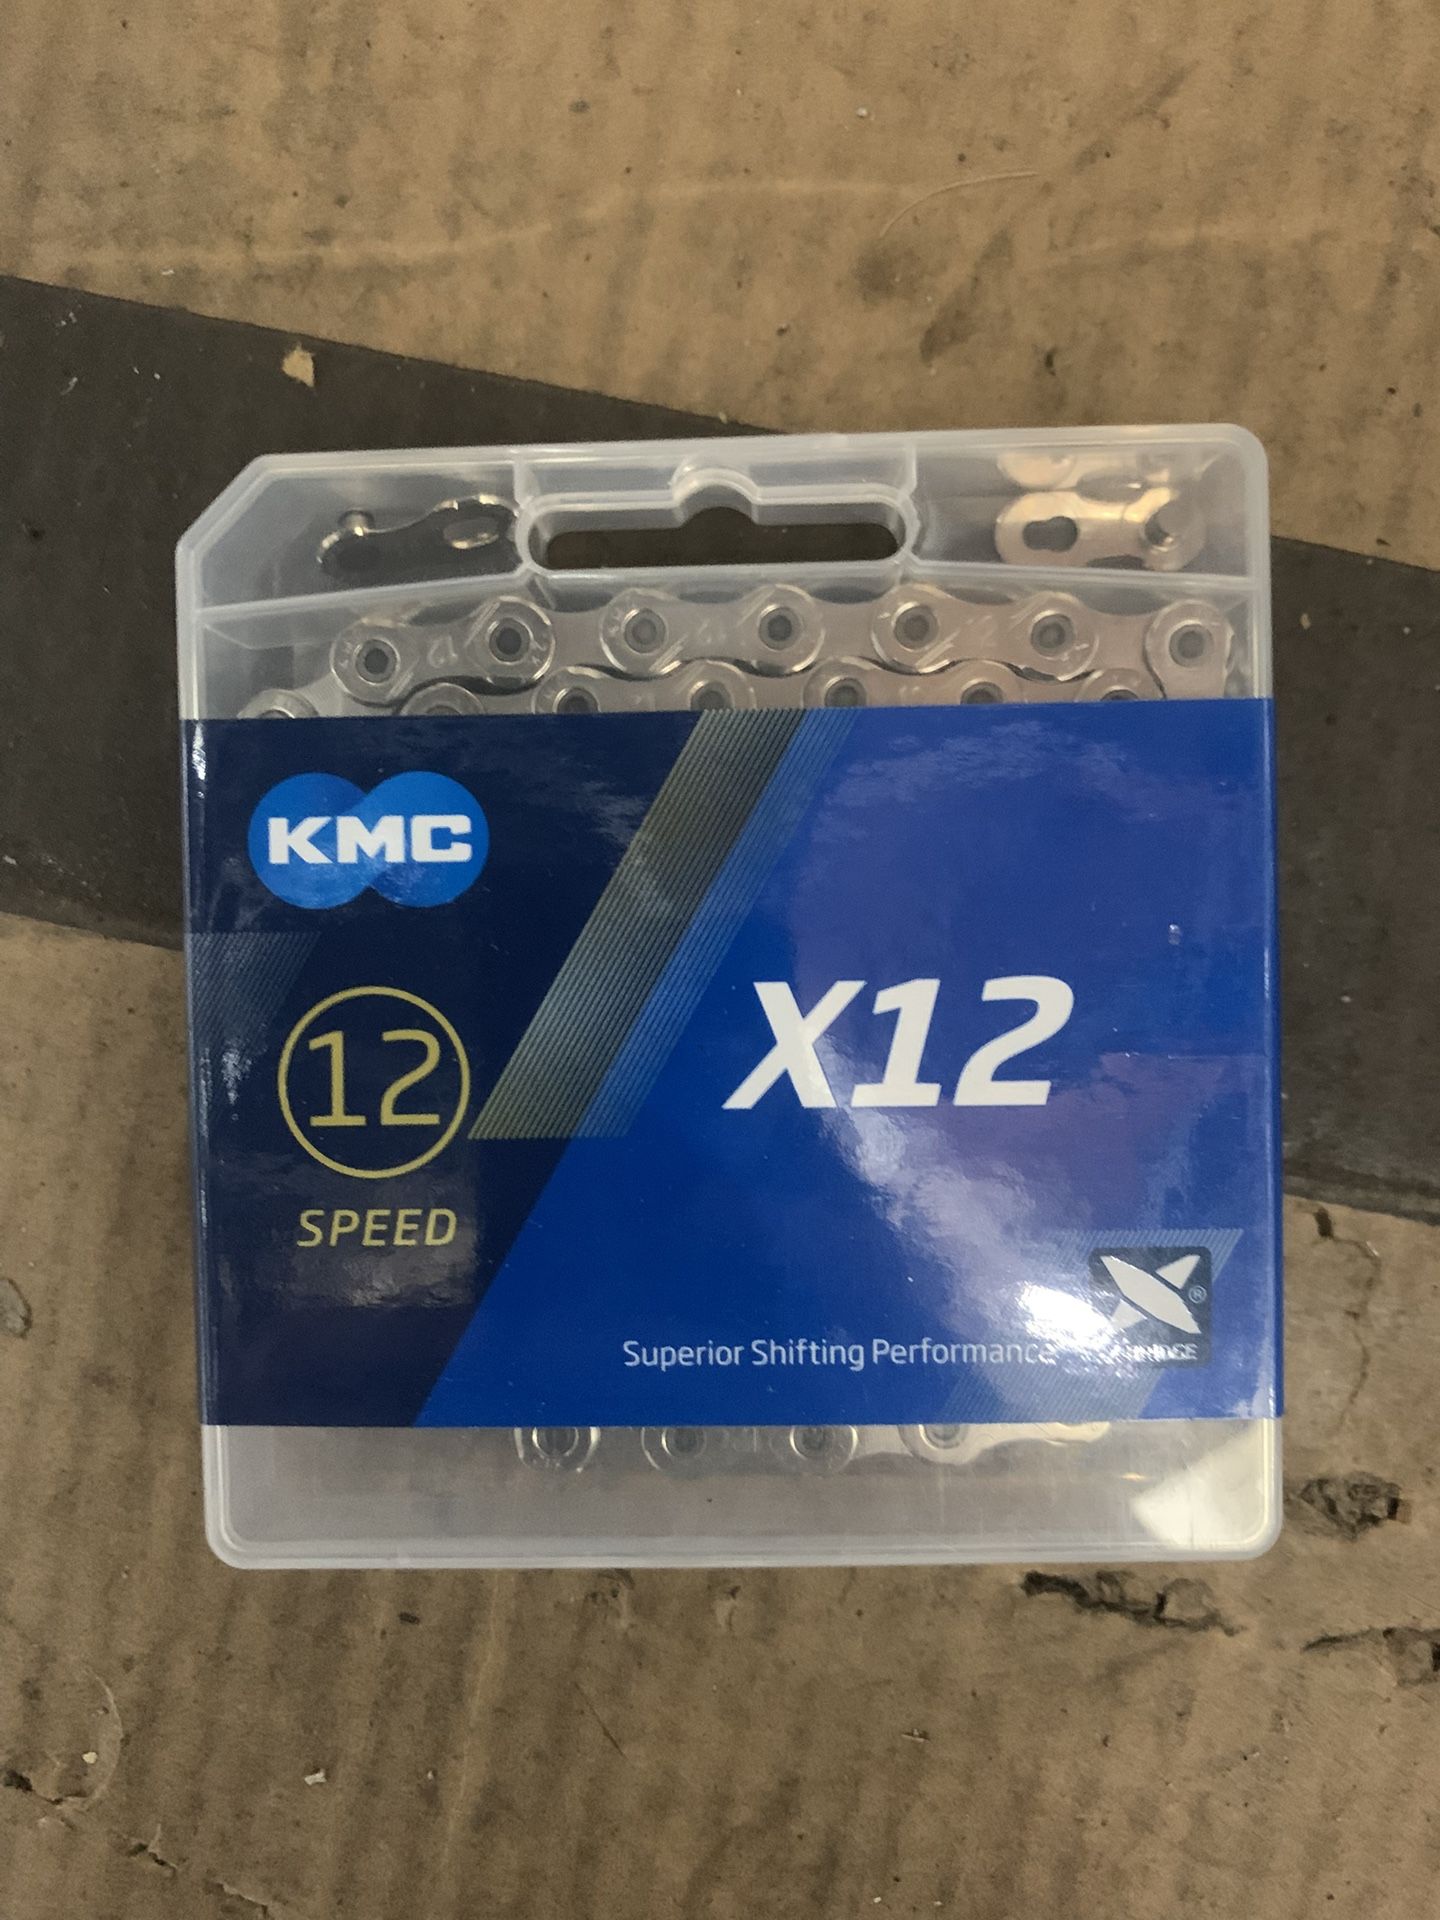 KMC
12
SPEED
X12
Superior Shifting Performance
®